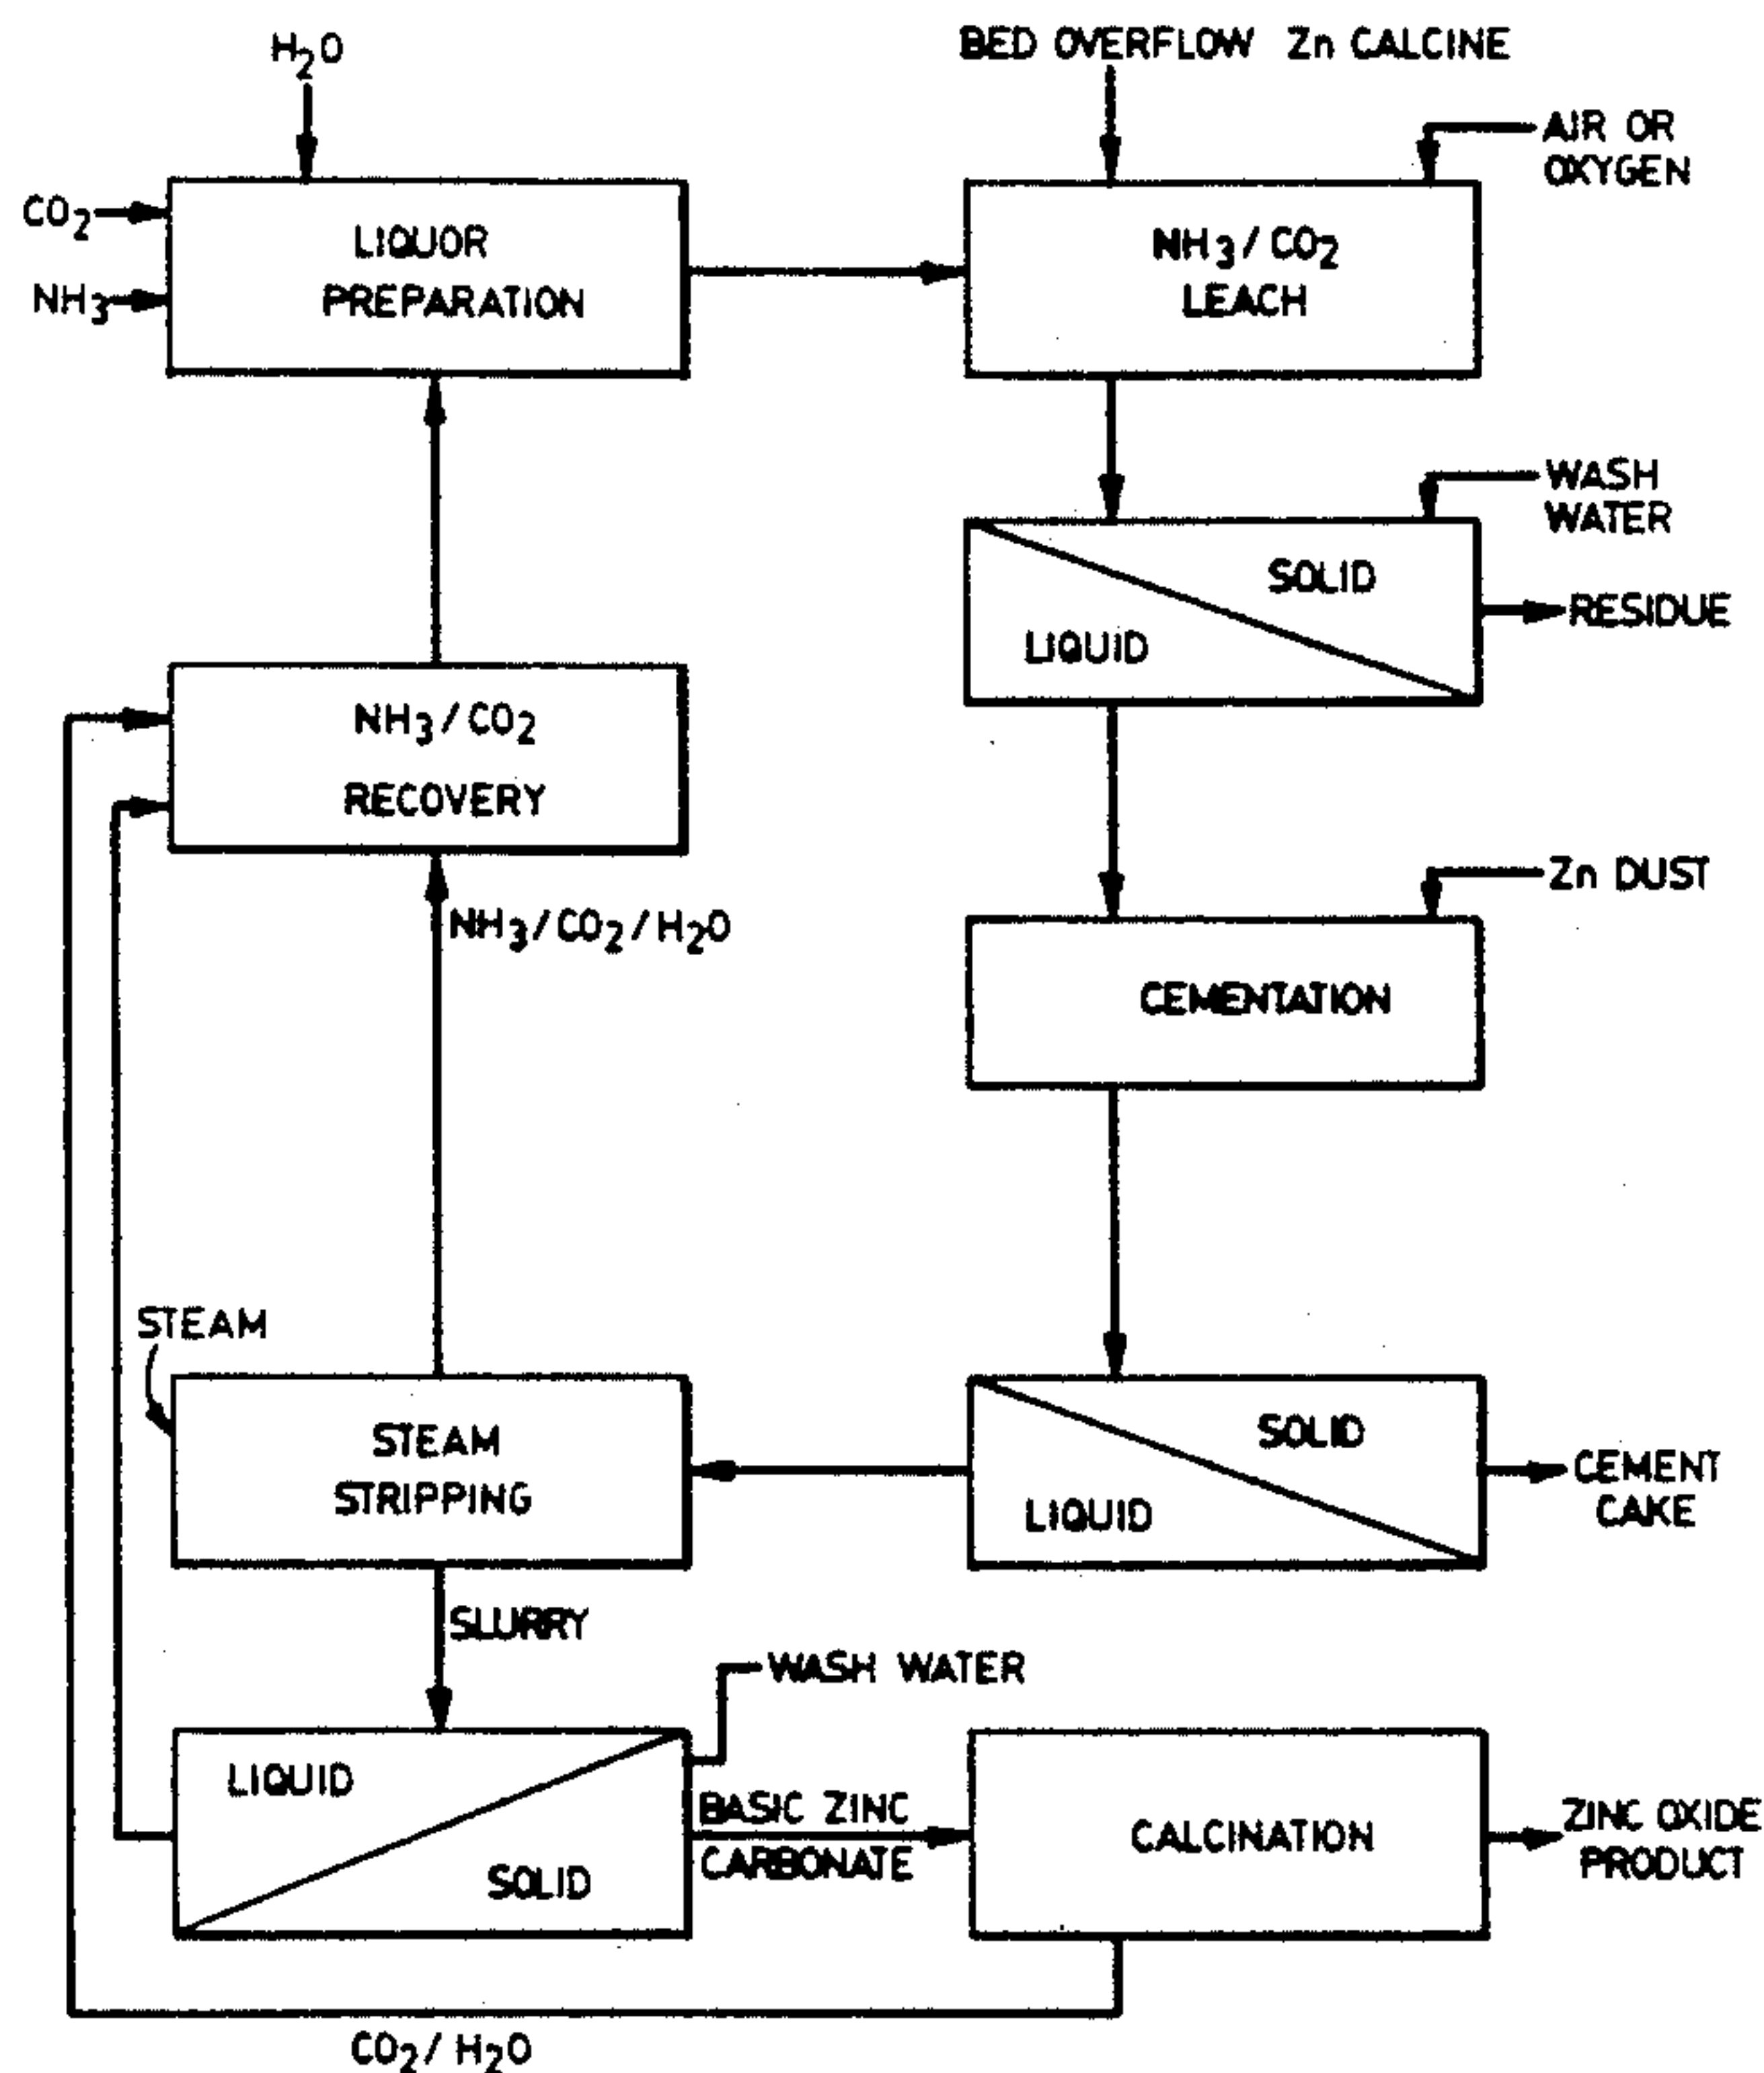 H₂O
BED OVERFLOW Zn CALCINE
AIR OR
OXYGEN
CO₂
NH₃
LIQUOR
PREPARATION
NH₃/CO₂
LEACH
WASH
WATER
SOLID
LIQUID
RESIDUE
NH₃/CO₂
RECOVERY
Zn DUST
NH₃/CO₂/H₂O
CEMENTATION
STEAM
STEAM
STRIPPING
SOLID
LIQUID
CEMENT
CAKE
SLURRY
WASH WATER
LIQUID
SOLID
BASIC ZINC
CARBONATE
CALCINATION
ZINC OXIDE
PRODUCT
CO₂/H₂O